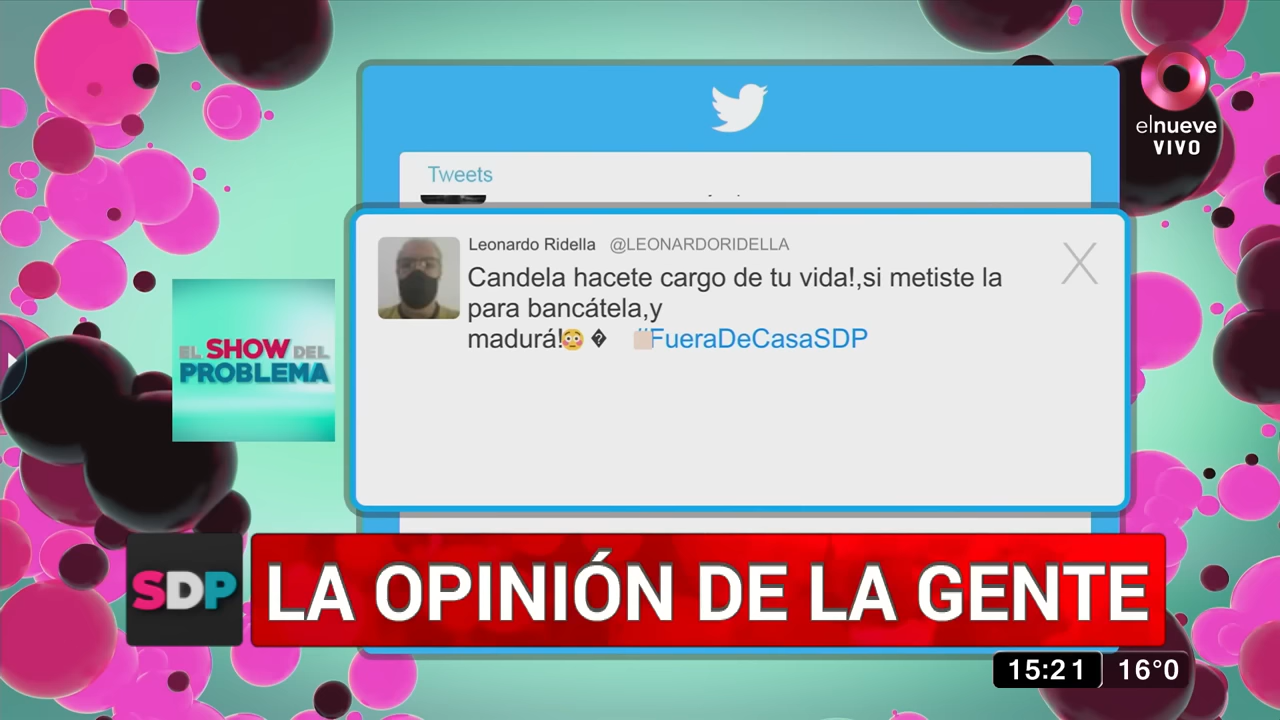 elnueve
VIVO
Tweets
Leonardo Ridella @LEONARDORIDELLA
Candela hacete cargo de tu vida!,si metiste la
para bancátela,y
madurá!😳 � #FueraDeCasaSDP
X
EL SHOW DEL
PROBLEMA
SDP
LA OPINIÓN DE LA GENTE
15:21 16°0